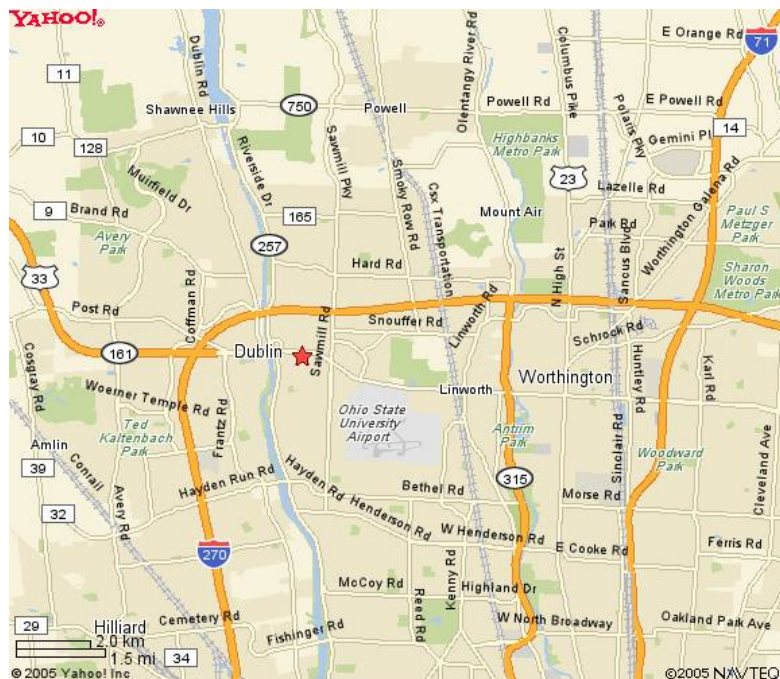 YAHOO!®
E Orange Rd
71
11
Dublin Rd
Olentangy River Rd
Columbus Pike
Shawnee Hills
750
Powell
Powell Rd
E Powell Rd
Polaris Pky
14
10
128
Sawmill Pky
Highbanks
Metro Park
Gemini Pl
Riverside Dr
Smoky Row Rd
Csx Transportation
23
Lazelle Rd
Worthington Galena Rd
Muirfield Dr
9
Brand Rd
165
Mount Air
Park Rd
Paul S
Metzger
Park
Avery
Park
257
Sancus Blvd
N High St
33
Hard Rd
Sharon
Woods
Metro Park
Coffman Rd
Post Rd
Snouffer Rd
Linworth Rd
Schrock Rd
161
Dublin
Sawmill Rd
Cosgray Rd
Woerner Temple Rd
Linworth
Worthington
Huntley Rd
Karl Rd
Frantz Rd
Ohio State
University
Airport
Ted
Kaltenbach
Park
Antrim
Park
Sinclair Rd
Woodward
Park
Cleveland Ave
Amlin
39
Conrail
Avery Rd
Hayden Run Rd
Hayden Rd
Bethel Rd
315
Morse Rd
32
Henderson Rd
W Henderson Rd
E Cooke Rd
Ferris Rd
270
McCoy Rd
Kenny Rd
Highland Dr
Reed Rd
29
Hilliard
Cemetery Rd
Fishinger Rd
W North Broadway
Oakland Park Ave
2.0 km
1.5 mi
34
©2005 Yahoo! Inc
©2005 NAVTEQ